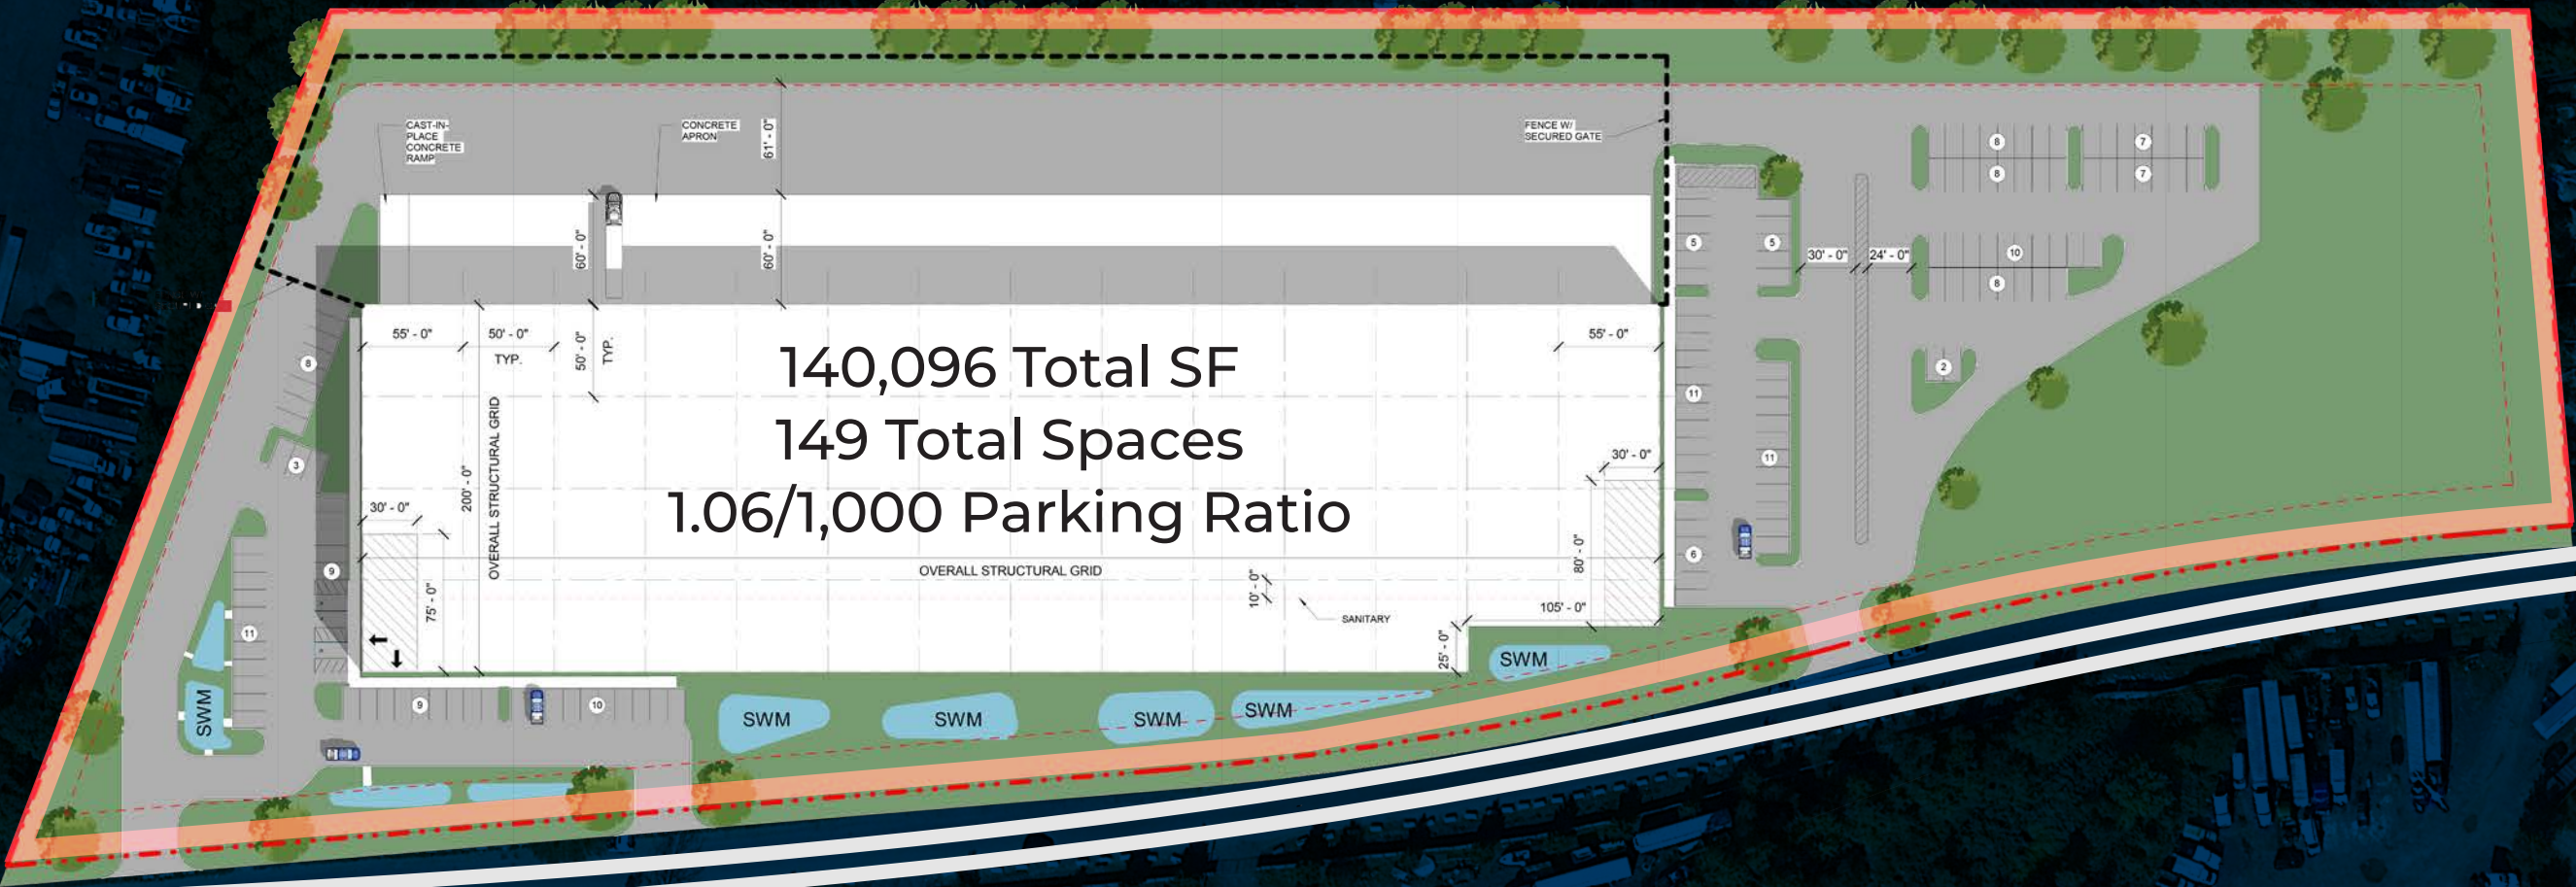 CAST-IN-
PLACE
CONCRETE
RAMP
CONCRETE
APRON
61' - 0"
FENCE W/
SECURED GATE
8
7
8
7
60' - 0"
60' - 0"
5
5
30' - 0"
24' - 0"
10
8
55' - 0"
50' - 0"
TYP.
50' - 0"
TYP.
55' - 0"
8
2
140,096 Total SF
149 Total Spaces
1.06/1,000 Parking Ratio
11
11
3
200' - 0"
OVERALL STRUCTURAL GRID
30' - 0"
30' - 0"
9
75' - 0"
OVERALL STRUCTURAL GRID
10' - 0"
SANITARY
80' - 0"
6
105' - 0"
25' - 0"
11
SWM
SWM
9
10
SWM
SWM
SWM
SWM